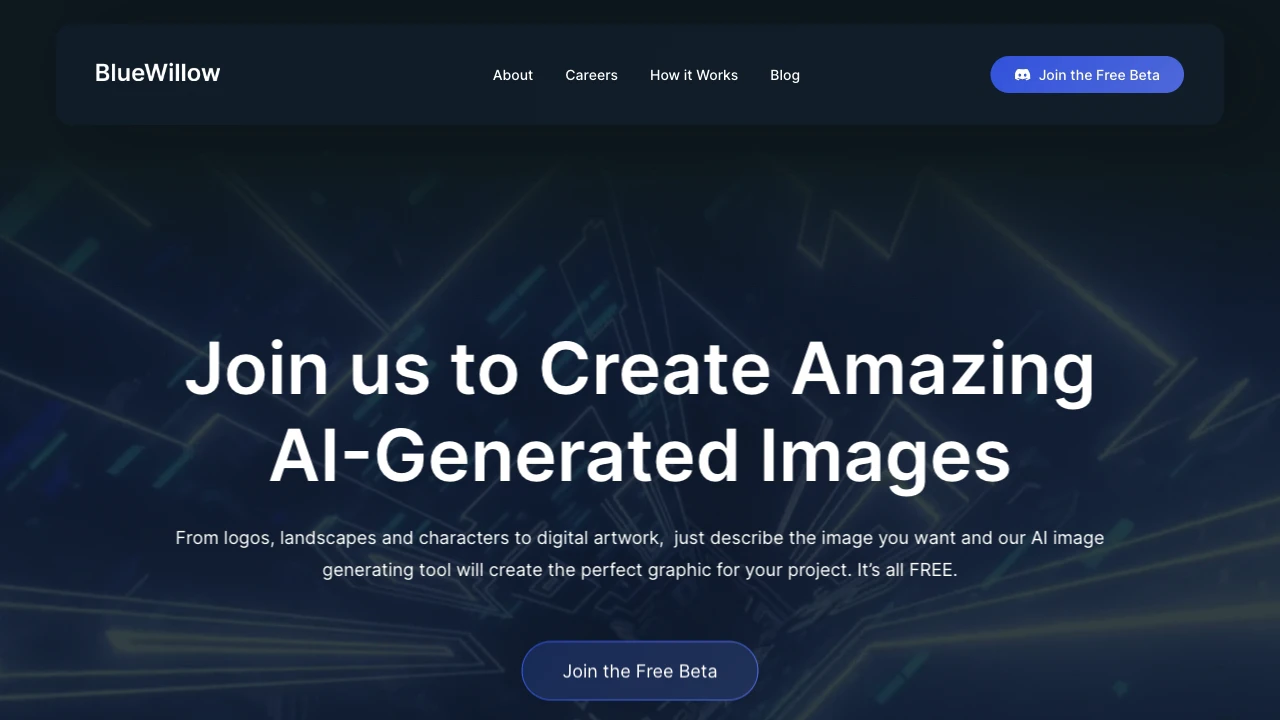 BlueWillow
About
Careers
How it Works
Blog
Join the Free Beta
Join us to Create Amazing
AI-Generated Images
From logos, landscapes and characters to digital artwork,  just describe the image you want and our AI image
generating tool will create the perfect graphic for your project. It’s all FREE.
Join the Free Beta